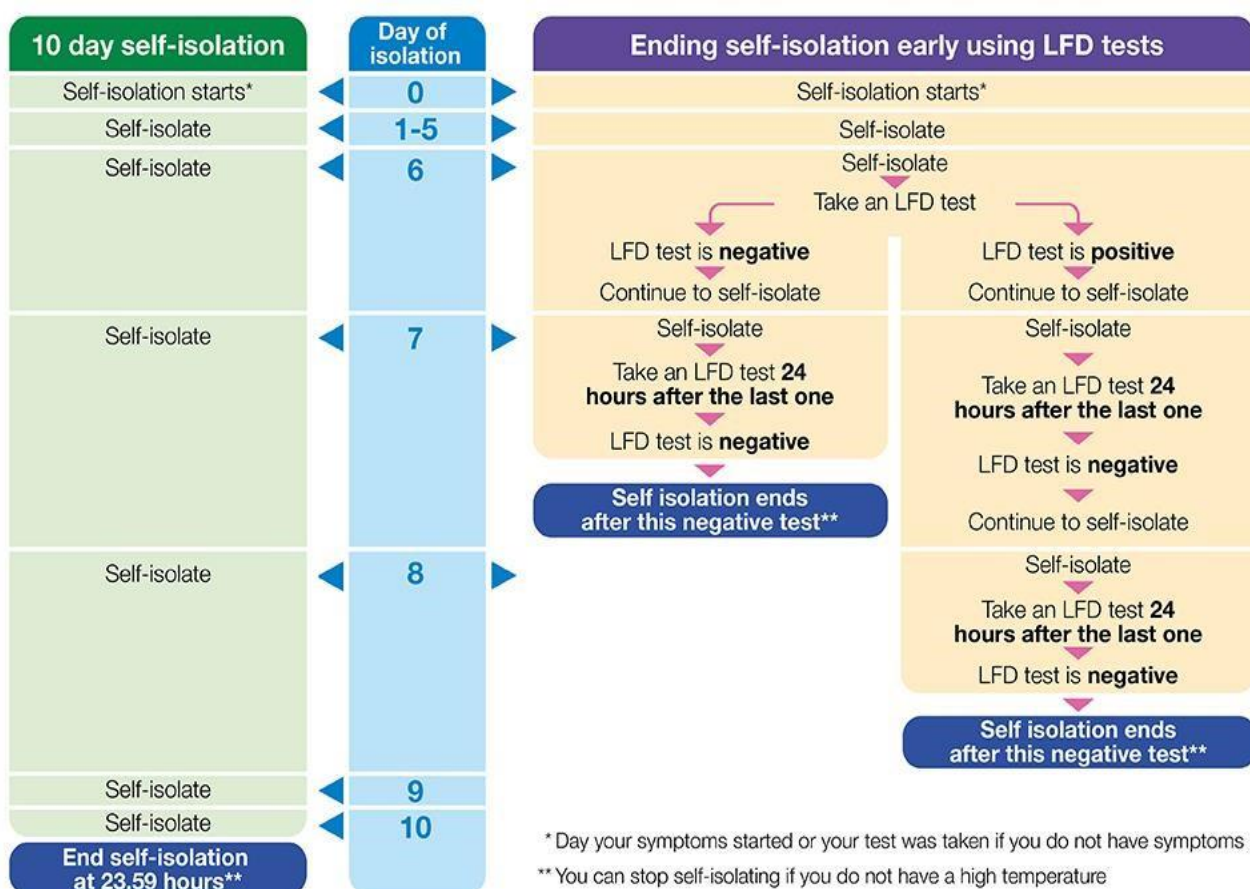 10 day self-isolation
Day of
isolation
Ending self-isolation early using LFD tests
Self-isolation starts*
0
Self-isolation starts*
Self-isolate
1-5
Self-isolate
Self-isolate
6
Self-isolate
Take an LFD test
LFD test is negative
LFD test is positive
Continue to self-isolate
Continue to self-isolate
Self-isolate
7
Self-isolate
Self-isolate
Take an LFD test 24
hours after the last one
Take an LFD test 24
hours after the last one
LFD test is negative
LFD test is negative
Self isolation ends
after this negative test**
Continue to self-isolate
Self-isolate
8
Self-isolate
Take an LFD test 24
hours after the last one
LFD test is negative
Self isolation ends
after this negative test**
Self-isolate
9
Self-isolate
10
End self-isolation
at 23.59 hours**
* Day your symptoms started or your test was taken if you do not have symptoms
** You can stop self-isolating if you do not have a high temperature